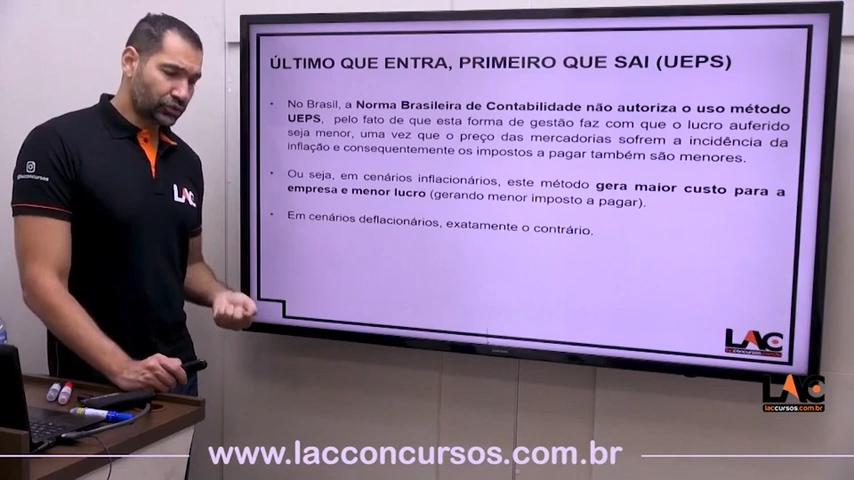 ÚLTIMO QUE ENTRA, PRIMEIRO QUE SAI (UEPS)
• No Brasil, a Norma Brasileira de Contabilidade não autoriza o uso método
UEPS, pelo fato de que esta forma de gestão faz com que o lucro auferido
seja menor, uma vez que o preço das mercadorias sofrem a incidência da
inflação e consequentemente os impostos a pagar também são menores.
• Ou seja, em cenários inflacionários, este método gera maior custo para a
empresa e menor lucro (gerando menor imposto a pagar).
• Em cenários deflacionários, exatamente o contrário.
@lacconcursos
LAC
LAC
lacconcursos.com.br
LAC
laccursos.com.br
www.lacconcursos.com.br